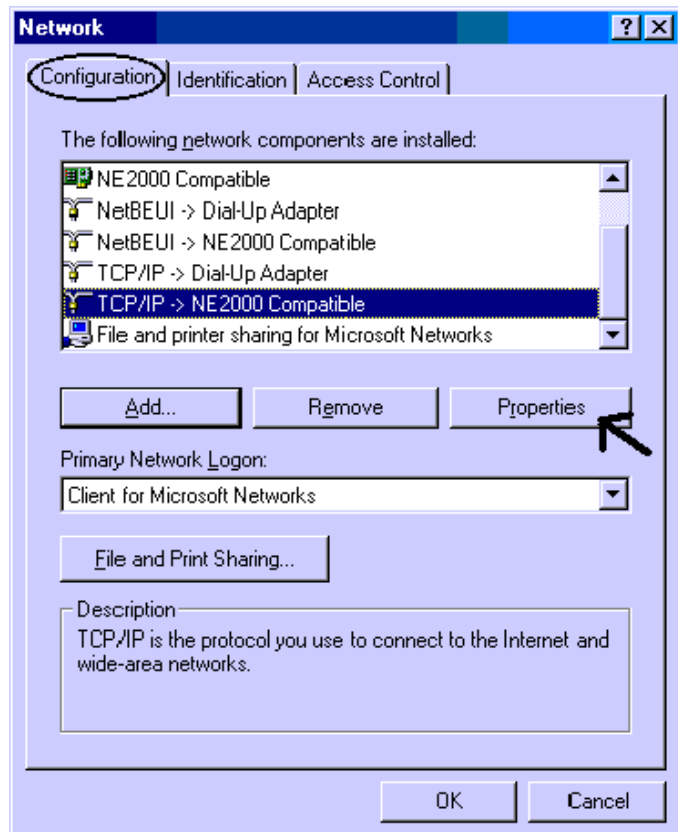 Network
Configuration Identification Access Control
The following network components are installed:
NE2000 Compatible
NetBEUI -> Dial-Up Adapter
NetBEUI -> NE2000 Compatible
TCP/IP -> Dial-Up Adapter
TCP/IP -> NE2000 Compatible
File and printer sharing for Microsoft Networks
Add... Remove Properties
Primary Network Logon:
Client for Microsoft Networks
File and Print Sharing...
Description
TCP/IP is the protocol you use to connect to the Internet and
wide-area networks.
OK Cancel